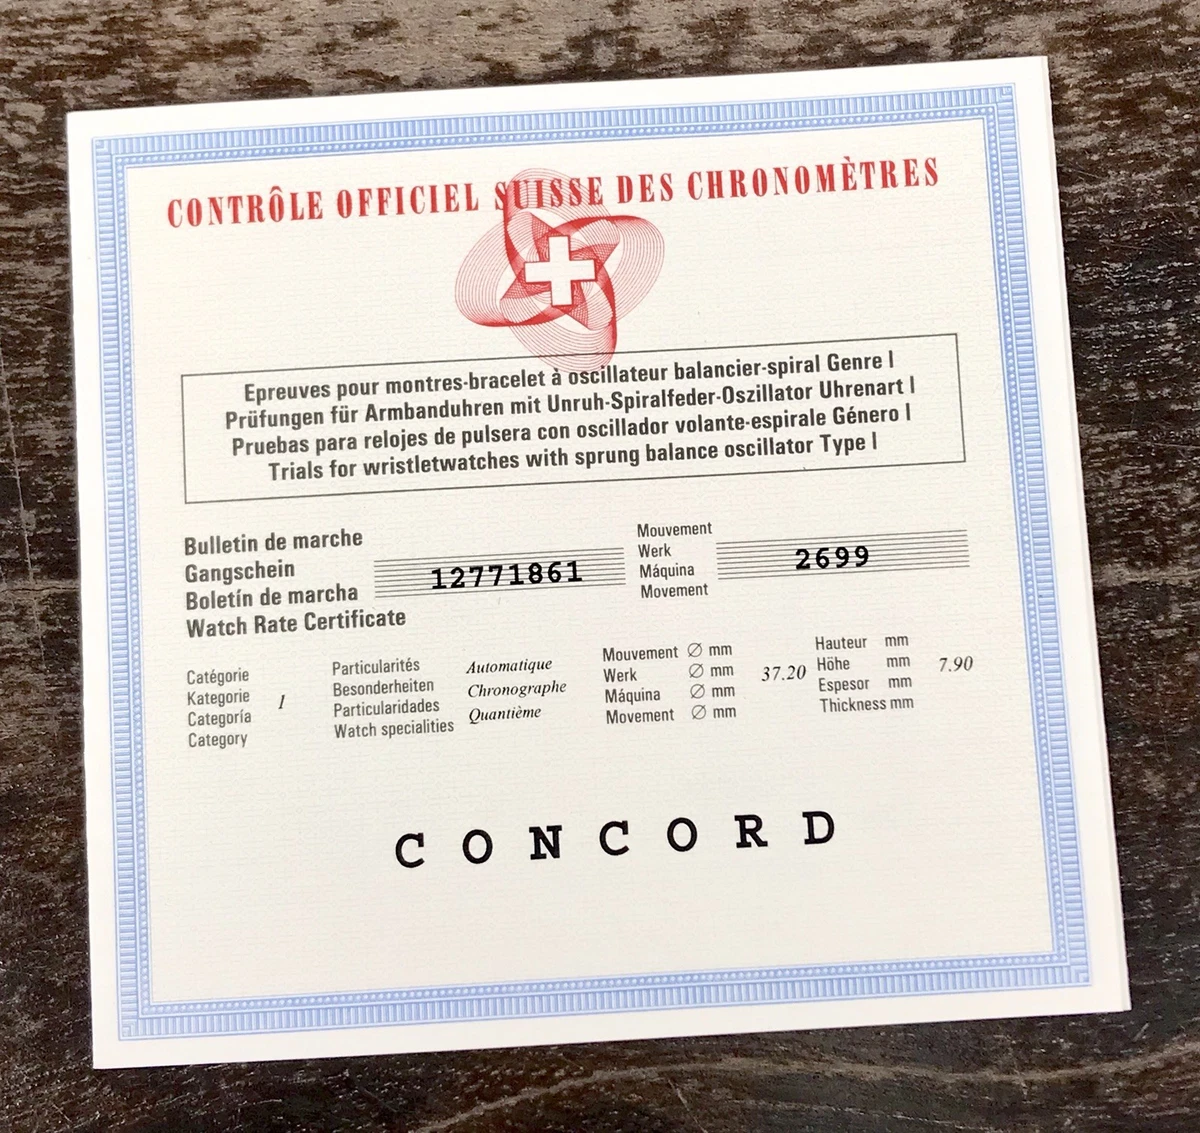 CONTRÔLE OFFICIEL SUISSE DES CHRONOMÈTRES
Epreuves pour montres-bracelet à oscillateur balancier-spiral Genre I
Prüfungen für Armbanduhren mit Unruh-Spiralfeder-Oszillator Uhrenart I
Pruebas para relojes de pulsera con oscillador volante-espirale Género I
Trials for wristletwatches with sprung balance oscillator Type I
Bulletin de marche
Gangschein
Boletín de marcha
Watch Rate Certificate
12771861
Mouvement
Werk
Máquina
Movement
2699
Catégorie
Kategorie
Categoría
Category
1
Particularités
Besonderheiten
Particularidades
Watch specialities
Automatique
Chronographe
Quantième
Mouvement ∅ mm
Werk ∅ mm
Máquina ∅ mm
Movement ∅ mm
37.20
Hauteur mm
Höhe mm
Espesor mm
Thickness mm
7.90
CONCORD